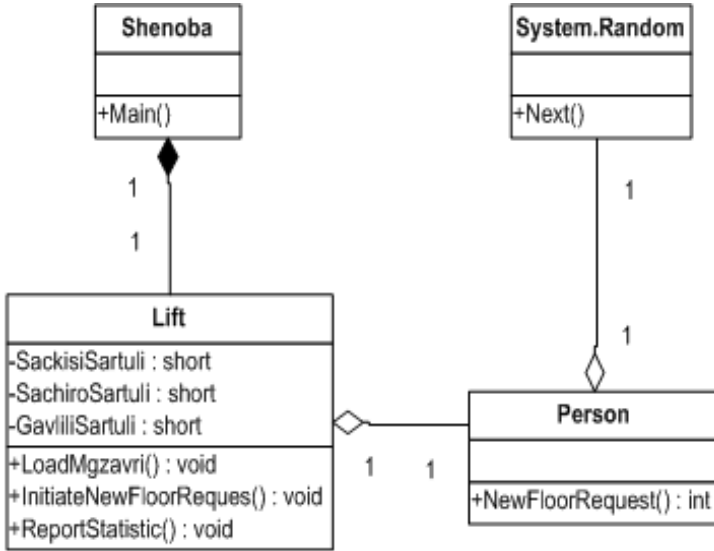 Shenoba
+Main()
System.Random
+Next()
1
1
1
1
Lift
-SackisiSartuli : short
-SachiroSartuli : short
-GavliliSartuli : short
+LoadMgzavri() : void
+InitiateNewFloorReques() : void
+ReportStatistic() : void
1
1
Person
+NewFloorRequest() : int